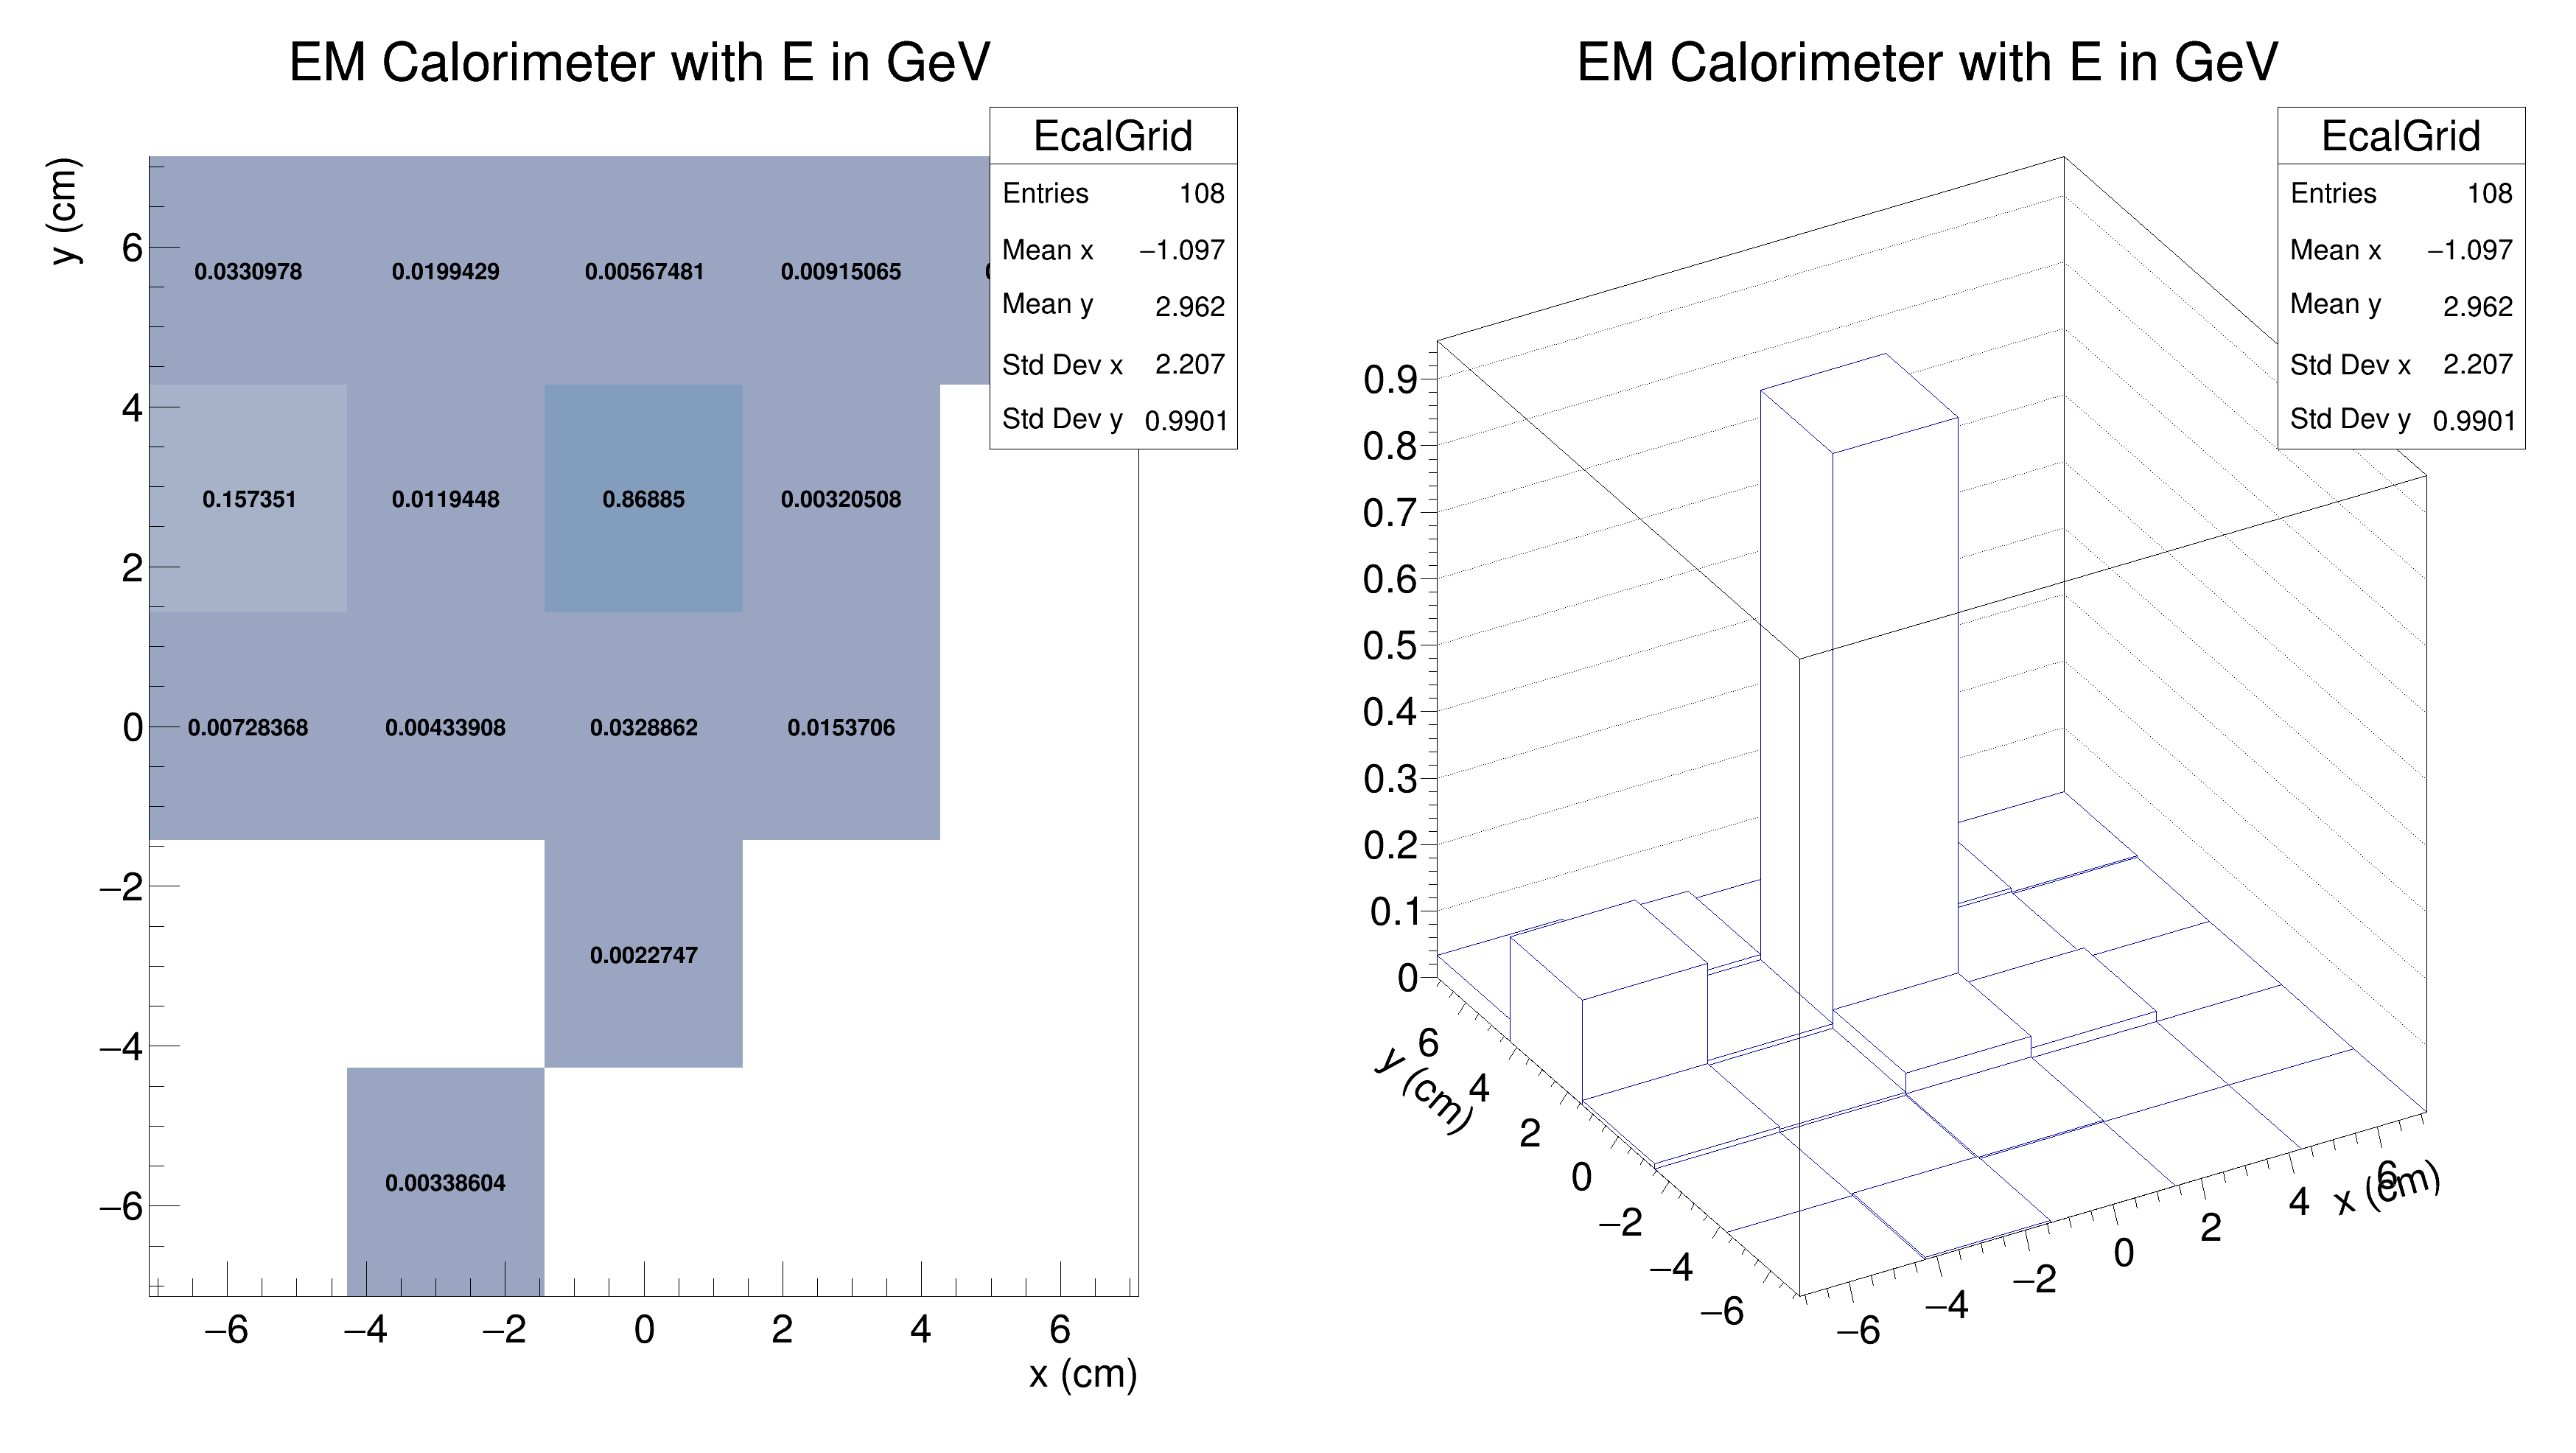 EM Calorimeter with E in GeV
y (cm)
EcalGrid
Entries 108
Mean x −1.097
Mean y 2.962
Std Dev x 2.207
Std Dev y 0.9901
6
4
2
0
−2
−4
−6
0.0330978 0.0199429 0.00567481 0.00915065
0.157351 0.0119448 0.86885 0.00320508
0.00728368 0.00433908 0.0328862 0.0153706
0.0022747
0.00338604
−6 −4 −2 0 2 4 6
x (cm)
EM Calorimeter with E in GeV
EcalGrid
Entries 108
Mean x −1.097
Mean y 2.962
Std Dev x 2.207
Std Dev y 0.9901
0.9
0.8
0.7
0.6
0.5
0.4
0.3
0.2
0.1
0
y (cm)
6
4
2
0
−2
−4
−6
−6 −4 −2 0 2 4 6
x (cm)